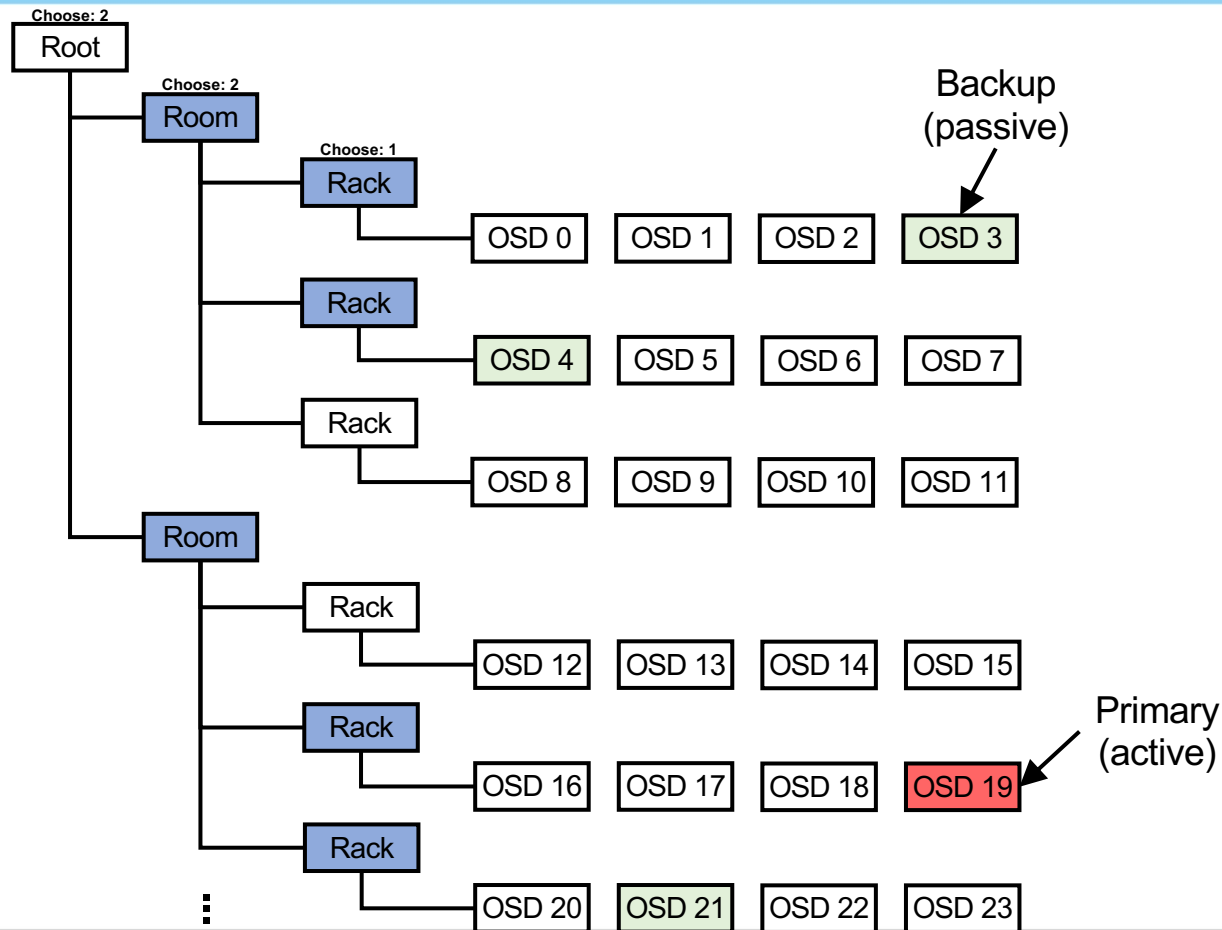 Choose: 2
Root
Choose: 2
Room
Backup
(passive)
Choose: 1
Rack
OSD 0 OSD 1 OSD 2 OSD 3
Rack
OSD 4 OSD 5 OSD 6 OSD 7
Rack
OSD 8 OSD 9 OSD 10 OSD 11
Room
Rack
OSD 12 OSD 13 OSD 14 OSD 15
Primary
(active)
Rack
OSD 16 OSD 17 OSD 18 OSD 19
Rack
OSD 20 OSD 21 OSD 22 OSD 23